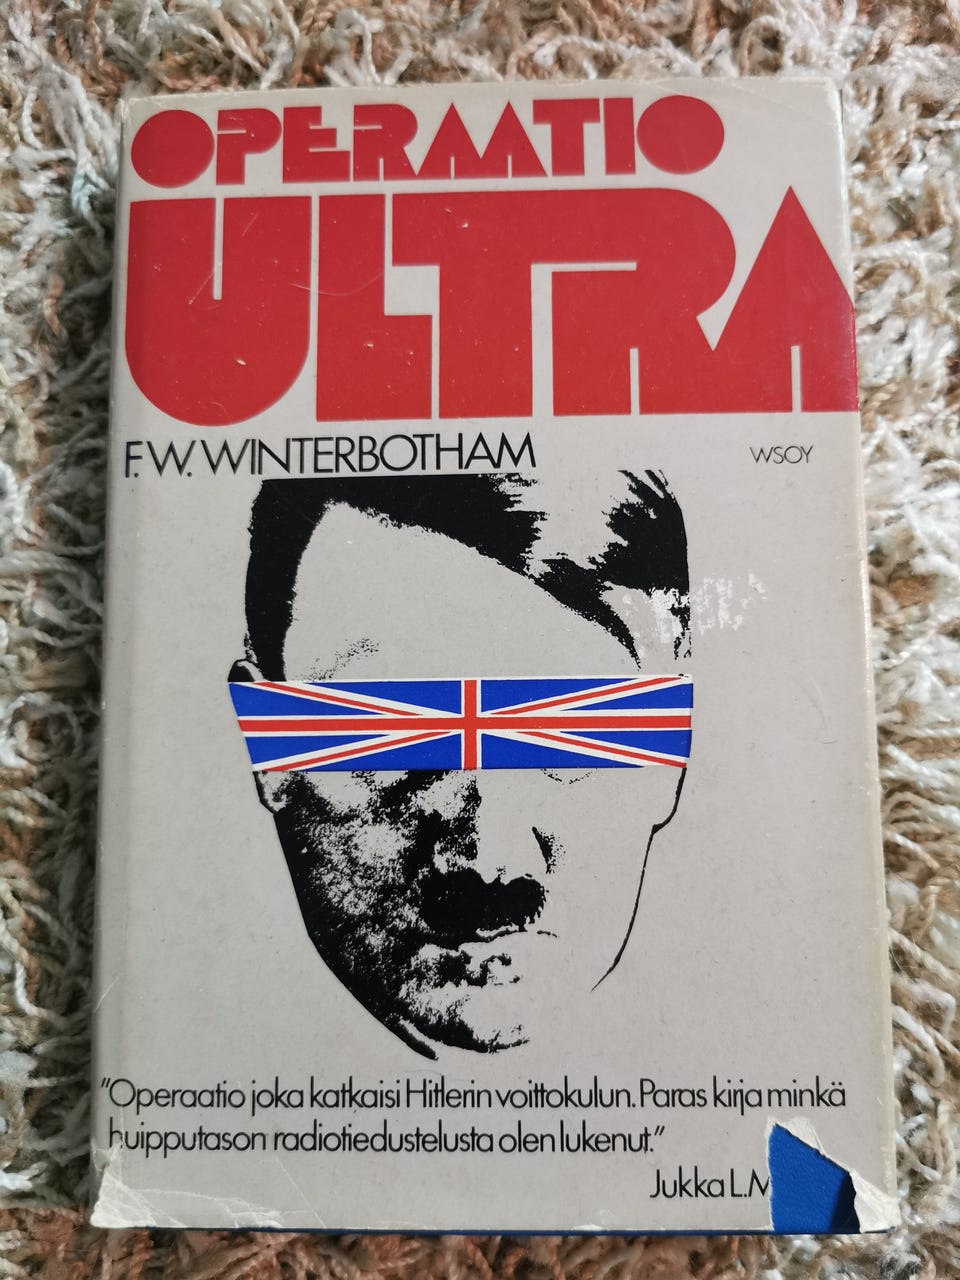 OPERAATIO
ULTRA
F.W. WINTERBOTHAM WSOY
"Operaatio joka katkaisi Hitlerin voittokulun. Paras kirja minkä
huipputason radiotiedustelusta olen lukenut."
Jukka L.